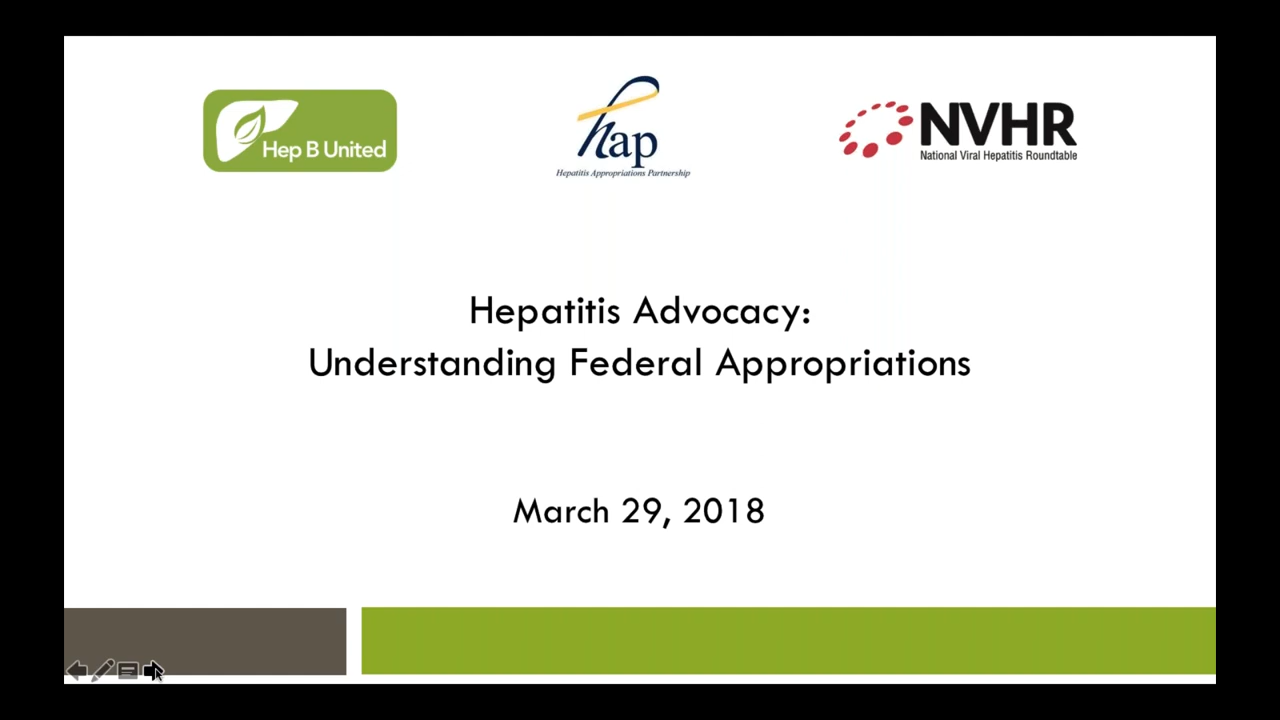 Hep B United
hap
Hepatitis Appropriations Partnership
NVHR
National Viral Hepatitis Roundtable
Hepatitis Advocacy:
Understanding Federal Appropriations
March 29, 2018